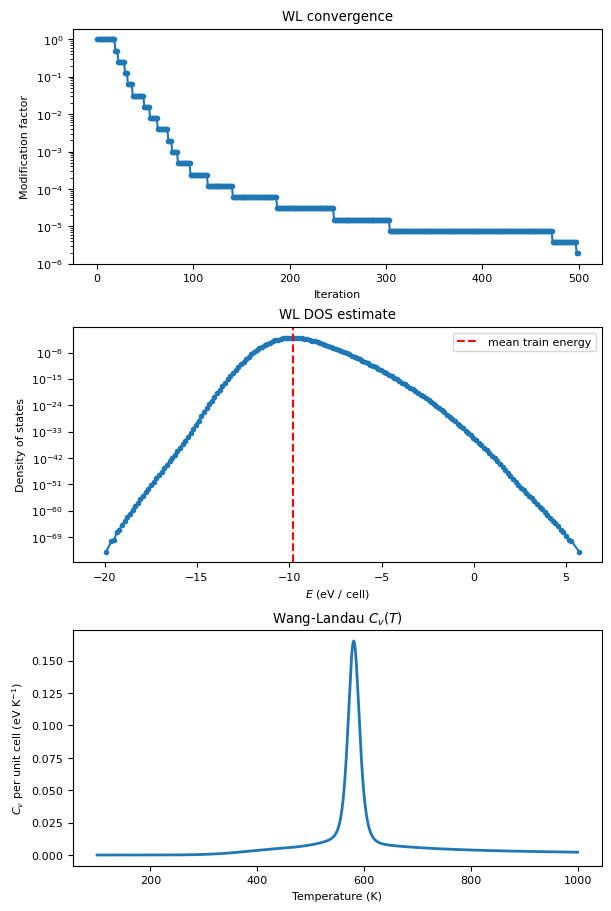 WL convergence
Modification factor
10⁰
10⁻¹
10⁻²
10⁻³
10⁻⁴
10⁻⁵
10⁻⁶
0 100 200 300 400 500
Iteration
WL DOS estimate
Density of states
10⁻⁶
10⁻¹⁵
10⁻²⁴
10⁻³³
10⁻⁴²
10⁻⁵¹
10⁻⁶⁰
10⁻⁶⁹
mean train energy
−20 −15 −10 −5 0 5
E (eV / cell)
Wang-Landau Cᵥ(T)
Cᵥ per unit cell (eV K⁻¹)
0.150
0.125
0.100
0.075
0.050
0.025
0.000
200 400 600 800 1000
Temperature (K)